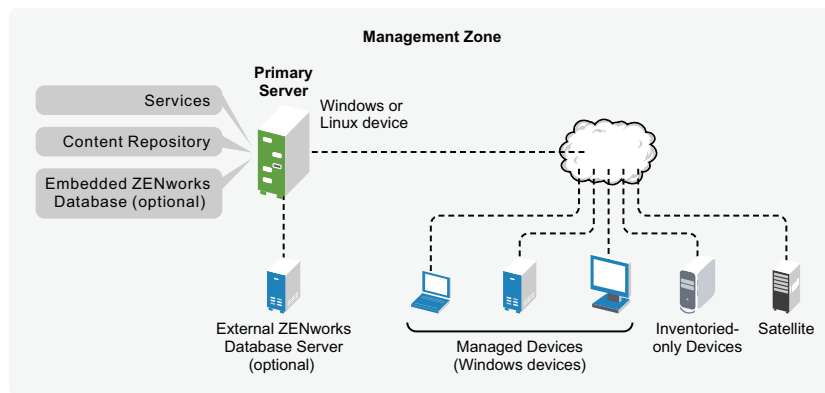 Management Zone
Primary
Server
Services
Content Repository
Embedded ZENworks
Database (optional)
Windows or
Linux device
External ZENworks
Database Server
(optional)
Managed Devices
(Windows devices)
Inventoried-
only Devices
Satellite